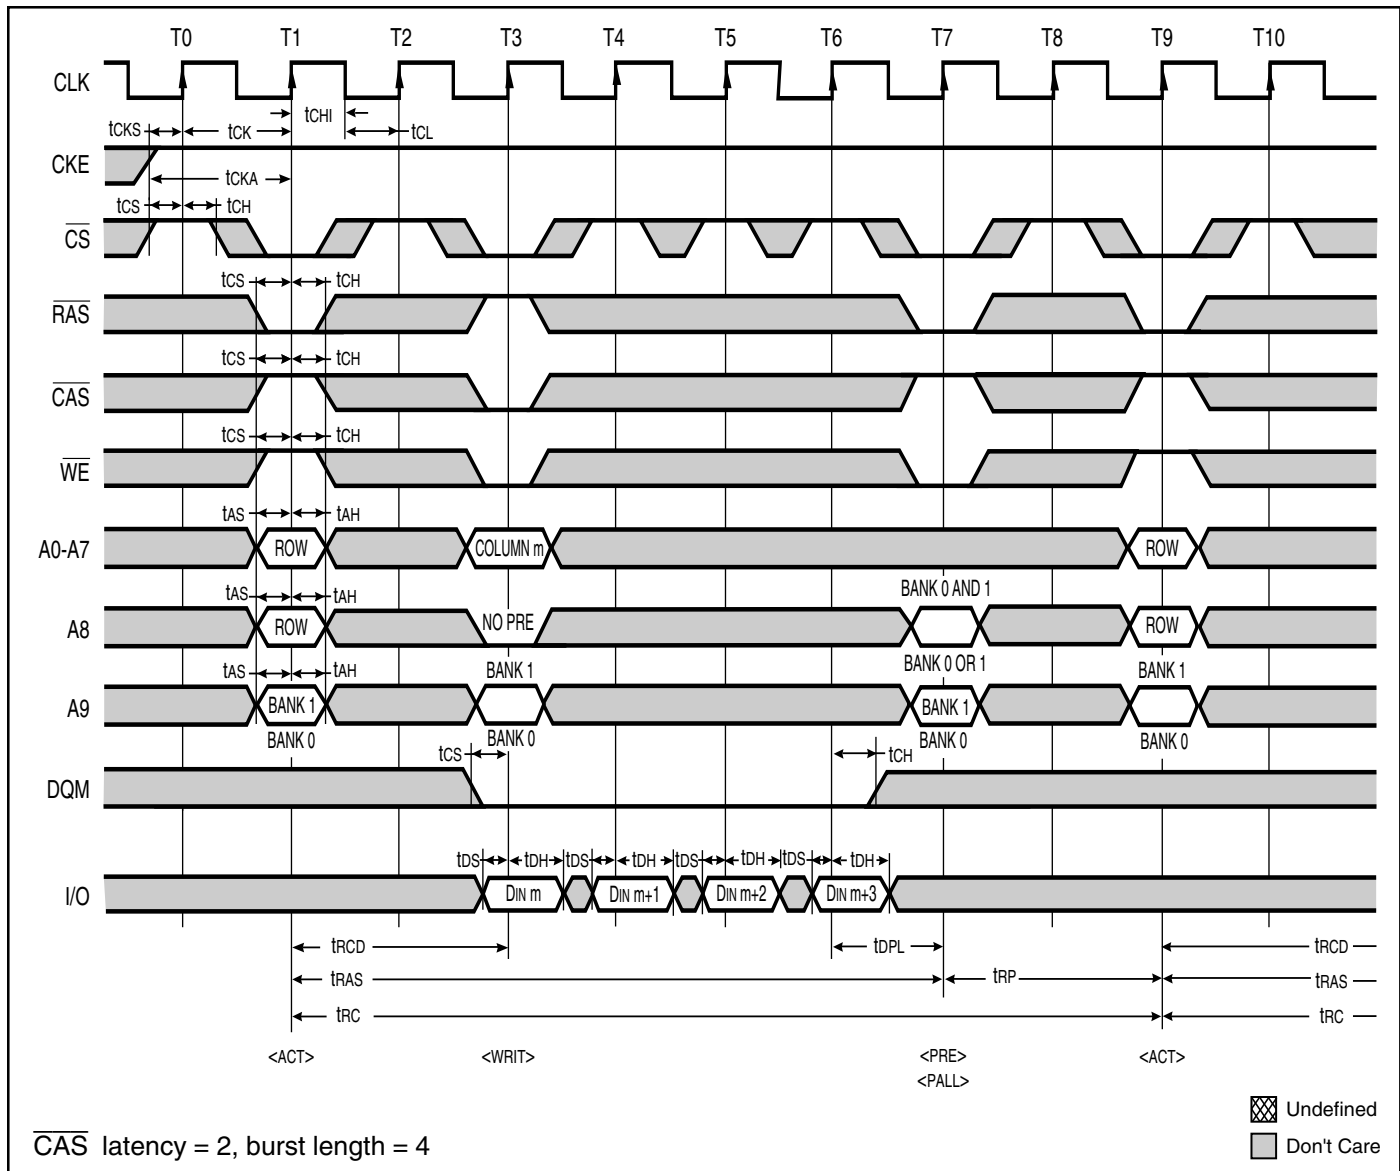 T0 T1 T2 T3 T4 T5 T6 T7 T8 T9 T10
CLK
tCHI
tCKS tCK tCL
CKE
tCKA
tCS tCH
CS
tCS tCH
RAS
tCS tCH
CAS
tCS tCH
WE
tAS tAH
A0-A7 ROW COLUMN m ROW
tAS tAH BANK 0 AND 1
A8 ROW NO PRE ROW
tAS tAH BANK 1 BANK 0 OR 1 BANK 1
A9 BANK 1 BANK 1
BANK 0 BANK 0 BANK 0 BANK 0
tCS tCH
DQM
tDS tDH tDS tDH tDS tDH tDS tDH
I/O DIN m DIN m+1 DIN m+2 DIN m+3
tRCD tDPL tRCD
tRAS tRP tRAS
tRC tRC
<ACT> <WRIT> <PRE> <ACT>
<PALL>
Undefined
CAS latency = 2, burst length = 4 Don't Care